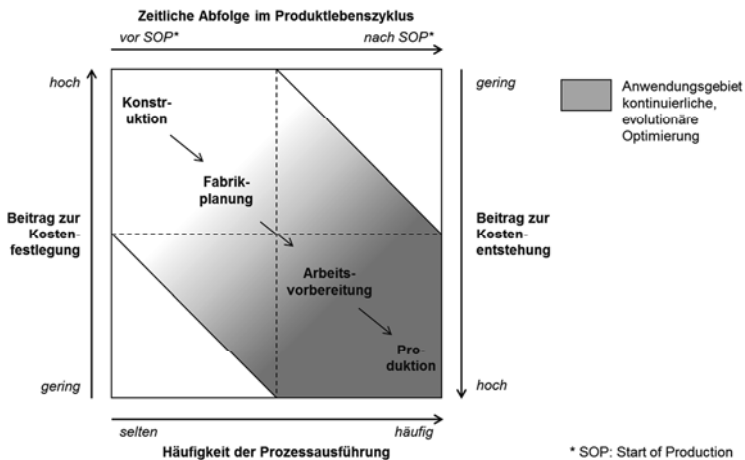 Zeitliche Abfolge im Produktlebenszyklus
vor SOP*
nach SOP*
hoch
gering
Anwendungsgebiet
kontinuierliche,
evolutionäre
Optimierung
Konstr-
uktion
Fabrik-
planung
Beitrag zur
Kosten-
festlegung
Beitrag zur
Kosten-
entstehung
Arbeits-
vorbereitung
Pro-
duktion
gering
hoch
selten
häufig
Häufigkeit der Prozessausführung
* SOP: Start of Production